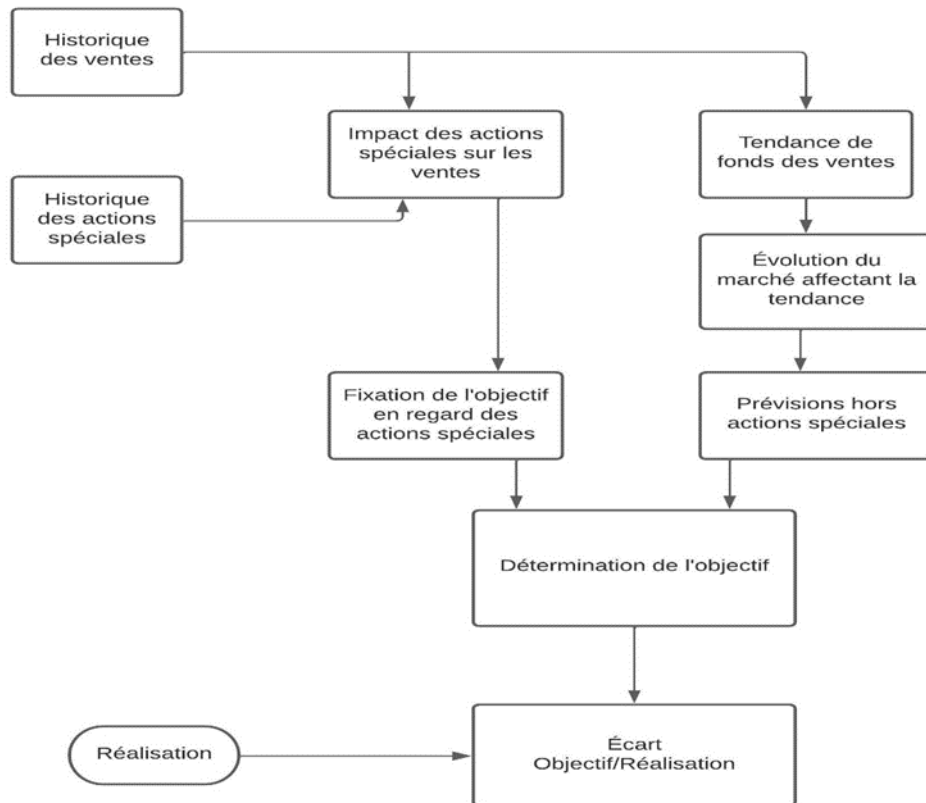 Historique
des ventes
Impact des actions
spéciales sur les
ventes
Tendance de
fonds des ventes
Historique
des actions
spéciales
Évolution du
marché affectant la
tendance
Fixation de l'objectif
en regard des
actions spéciales
Prévisions hors
actions spéciales
Détermination de l'objectif
Réalisation
Écart
Objectif/Réalisation